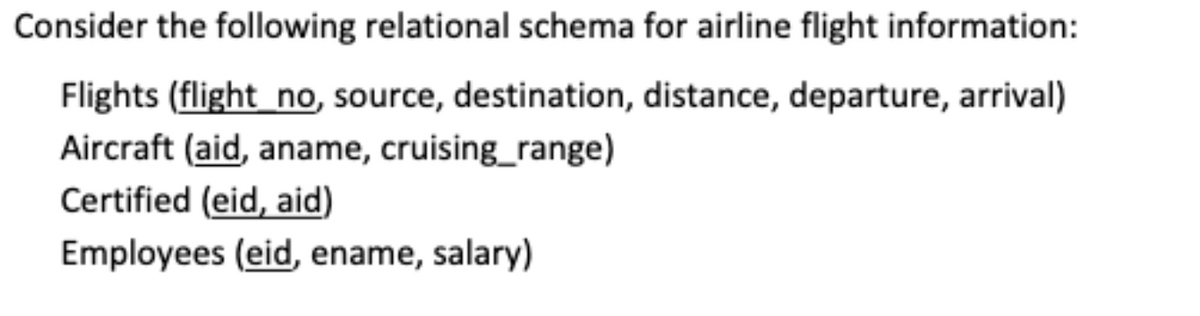 Consider the following relational schema for airline flight information:
Flights (flight_no, source, destination, distance, departure, arrival)
Aircraft (aid, aname, cruising_range)
Certified (eid, aid)
Employees (eid, ename, salary)